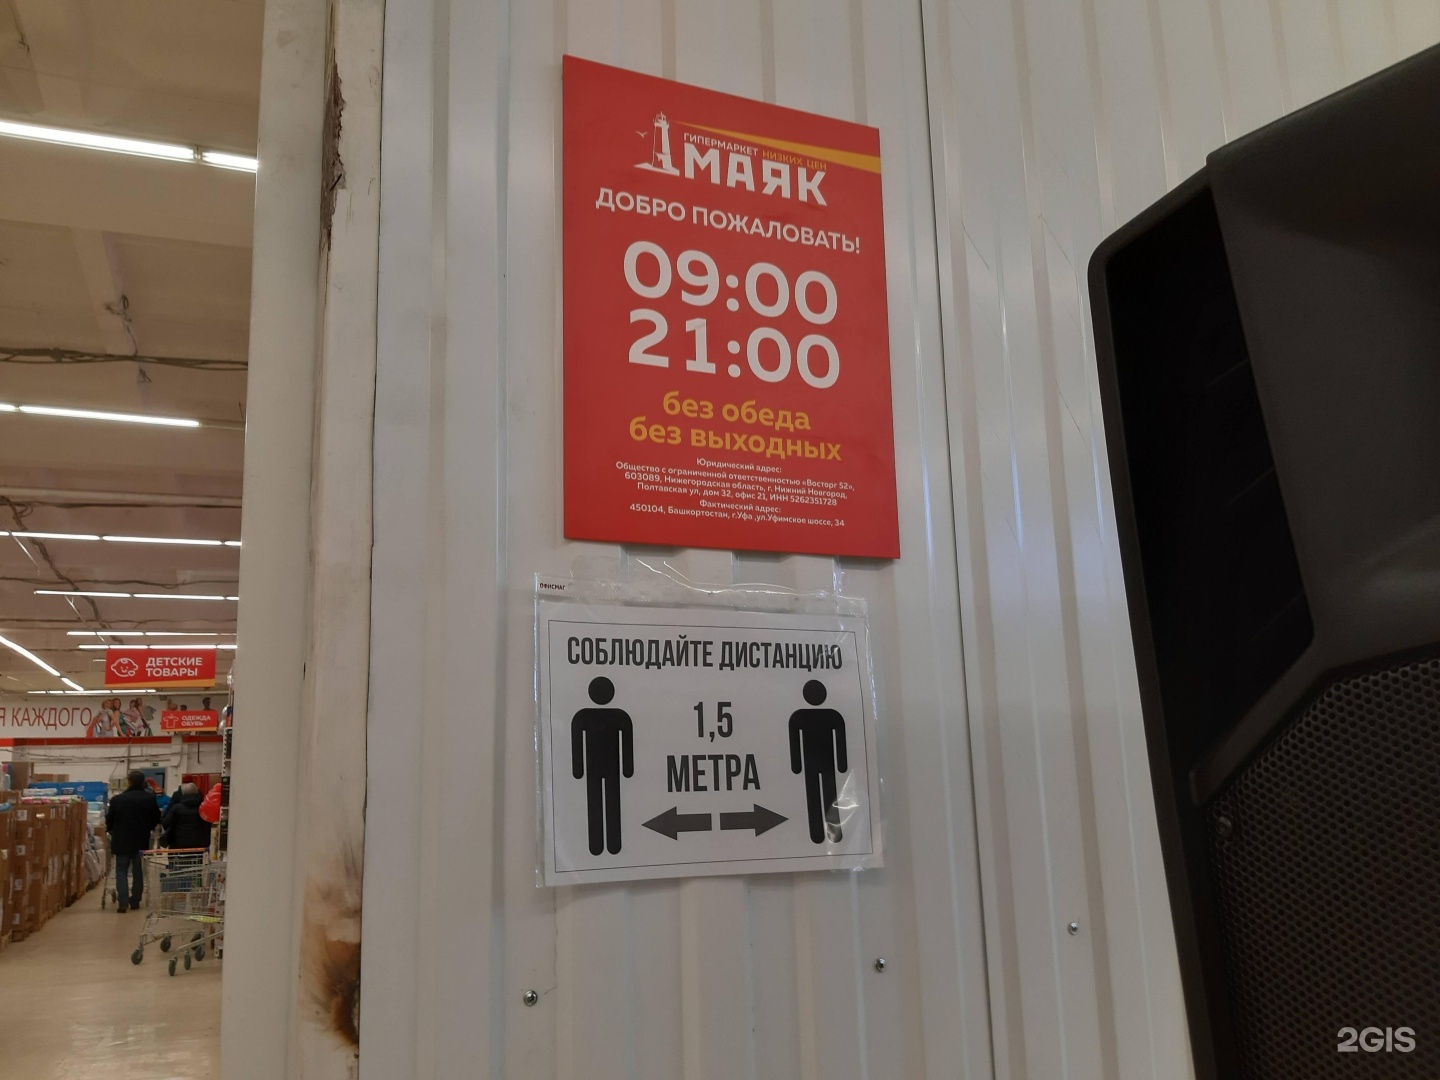 ГИПЕРМАРКЕТ НИЗКИХ ЦЕН
МАЯК
ДОБРО ПОЖАЛОВАТЬ!
09:00
21:00
без обеда
без выходных
Юридический адрес:
Общество с ограниченной ответственностью «Восторг 52»,
603089, Нижегородская область, г. Нижний Новгород,
Полтавская ул, дом 32, офис 21, ИНН 5262351728
Фактический адрес:
450104, Башкортостан, г.Уфа ,ул.Уфимское шоссе, 34
ОФИСМАГ
СОБЛЮДАЙТЕ ДИСТАНЦИЮ
1,5
МЕТРА
ДЕТСКИЕ
ТОВАРЫ
Я КАЖДОГО
ОДЕЖДА
ОБУВЬ
2GIS